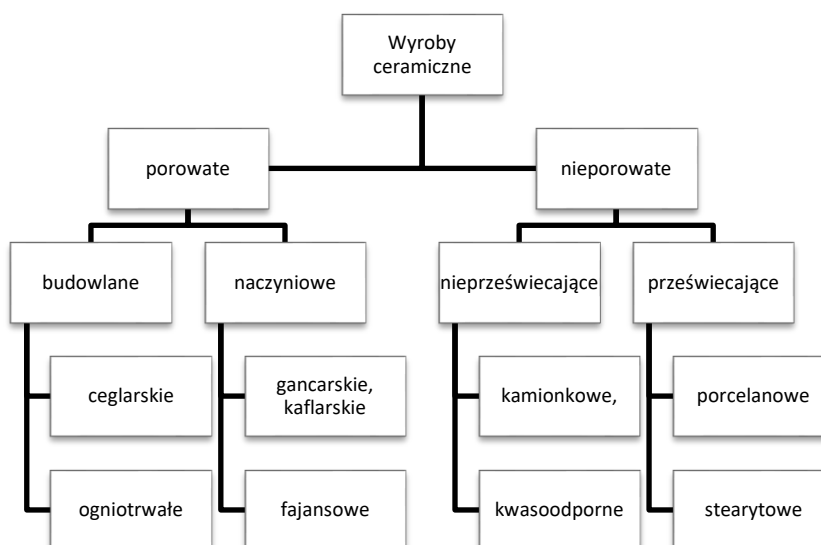 Wyroby
ceramiczne
porowate
nieporowate
budowlane
naczyniowe
nieprzeświecające
przeświecające
ceglarskie
gancarskie,
kaflarskie
kamionkowe,
porcelanowe
ogniotrwałe
fajansowe
kwasoodporne
stearytowe